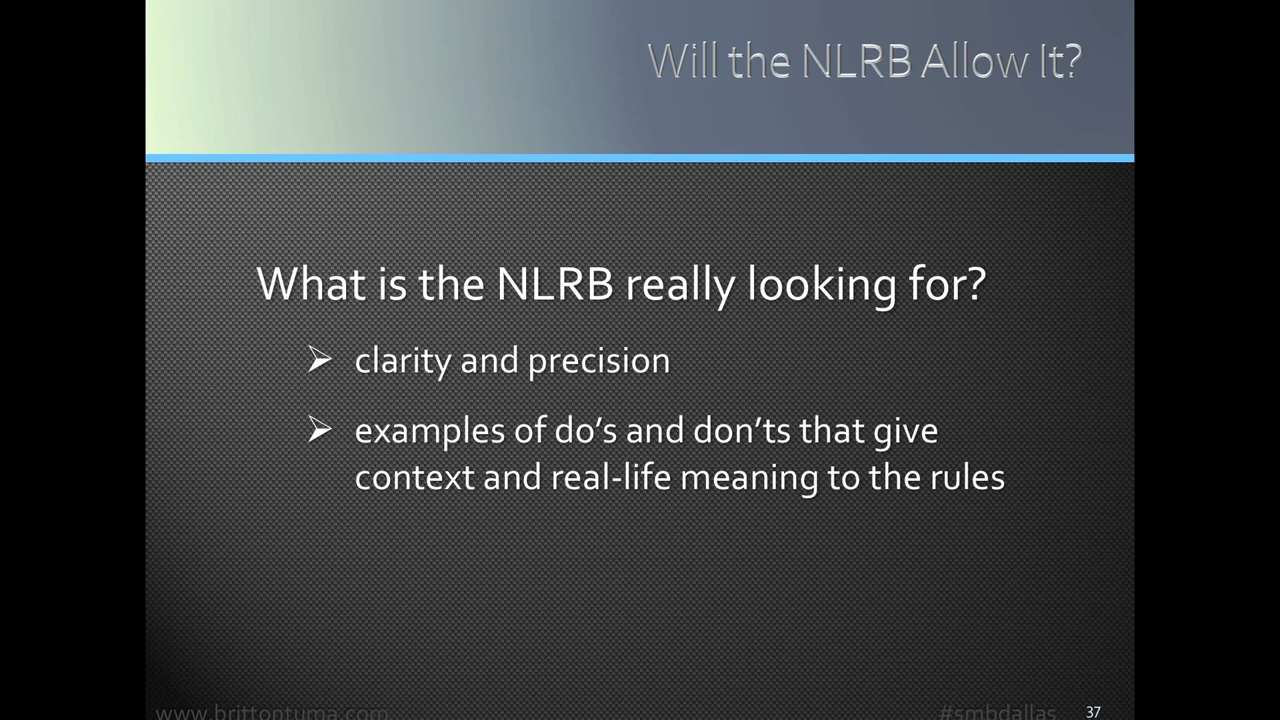 Will the NLRB Allow It?
What is the NLRB really looking for?
➢ clarity and precision
➢ examples of do’s and don’ts that give
context and real-life meaning to the rules
www.brittontuma.com
#smbdallas
37